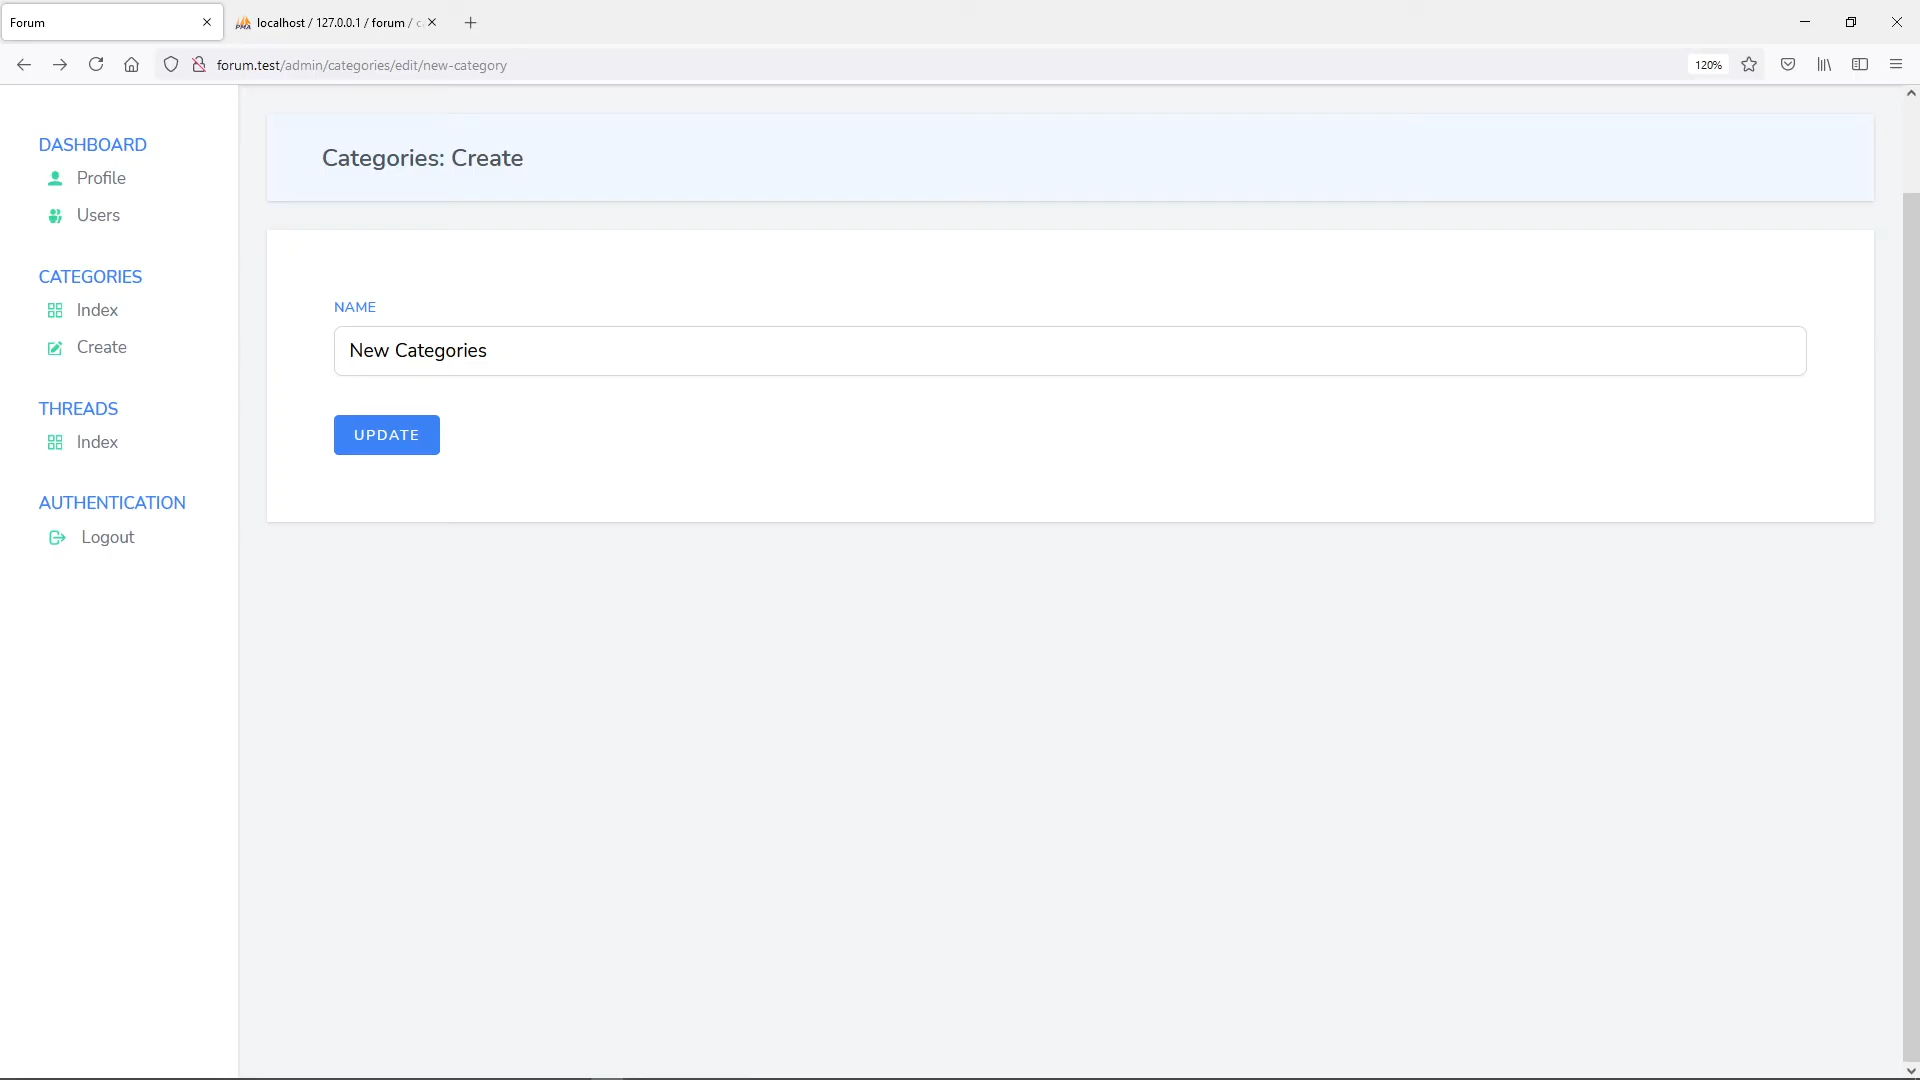 Forum
localhost / 127.0.0.1 / forum /
forum.test/admin/categories/edit/new-category
120%
DASHBOARD
Profile
Users
CATEGORIES
Index
Create
THREADS
Index
AUTHENTICATION
Logout
Categories: Create
NAME
New Categories
UPDATE